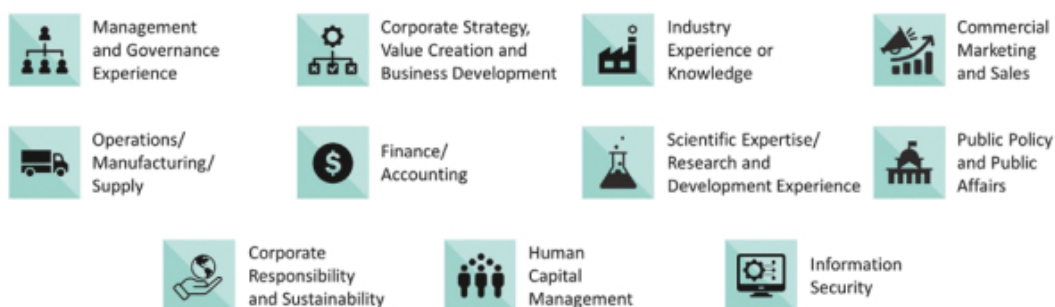 Management
and Governance
Experience
Corporate Strategy,
Value Creation and
Business Development
Industry
Experience or
Knowledge
Commercial
Marketing
and Sales
Operations/
Manufacturing/
Supply
Finance/
Accounting
Scientific Expertise/
Research and
Development Experience
Public Policy
and Public
Affairs
Corporate
Responsibility
and Sustainability
Human
Capital
Management
Information
Security